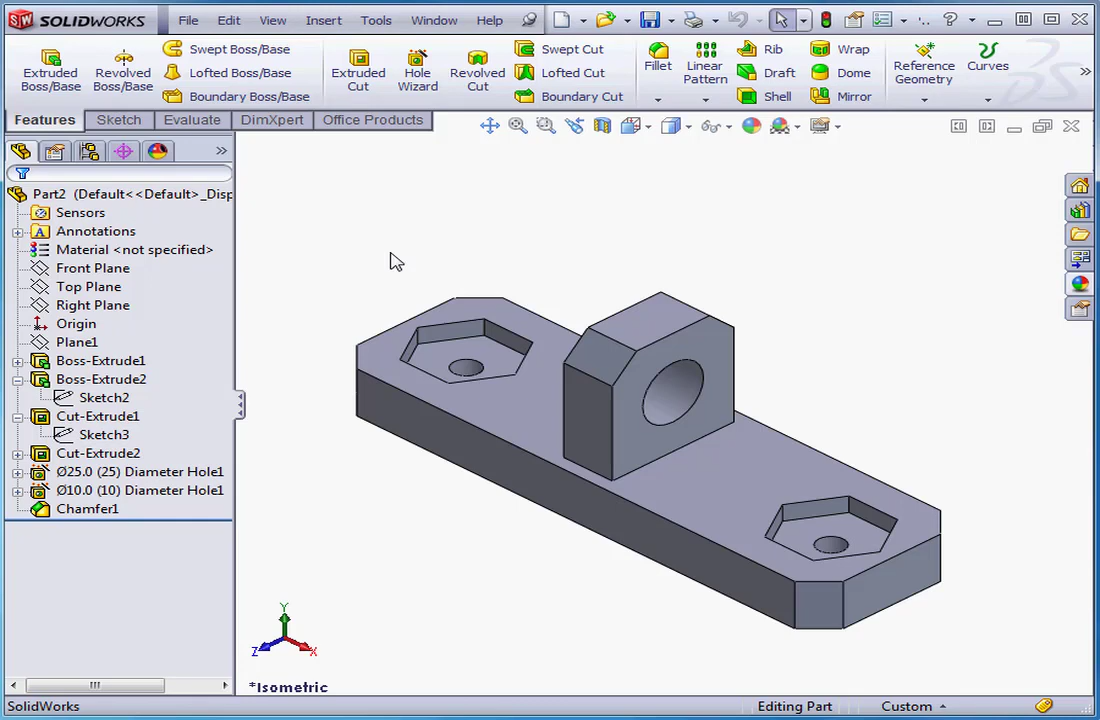 SOLIDWORKS File Edit View Insert Tools Window Help
Extruded Boss/Base
Revolved Boss/Base
Swept Boss/Base
Lofted Boss/Base
Boundary Boss/Base
Extruded Cut
Hole Wizard
Revolved Cut
Swept Cut
Lofted Cut
Boundary Cut
Fillet
Linear Pattern
Rib
Draft
Shell
Wrap
Dome
Mirror
Reference Geometry
Curves
Features Sketch Evaluate DimXpert Office Products
Part2 (Default<<Default>_Disp
Sensors
Annotations
Material <not specified>
Front Plane
Top Plane
Right Plane
Origin
Plane1
Boss-Extrude1
Boss-Extrude2
Sketch2
Cut-Extrude1
Sketch3
Cut-Extrude2
Ø25.0 (25) Diameter Hole1
Ø10.0 (10) Diameter Hole1
Chamfer1
Y
Z X
*Isometric
SolidWorks Editing Part Custom